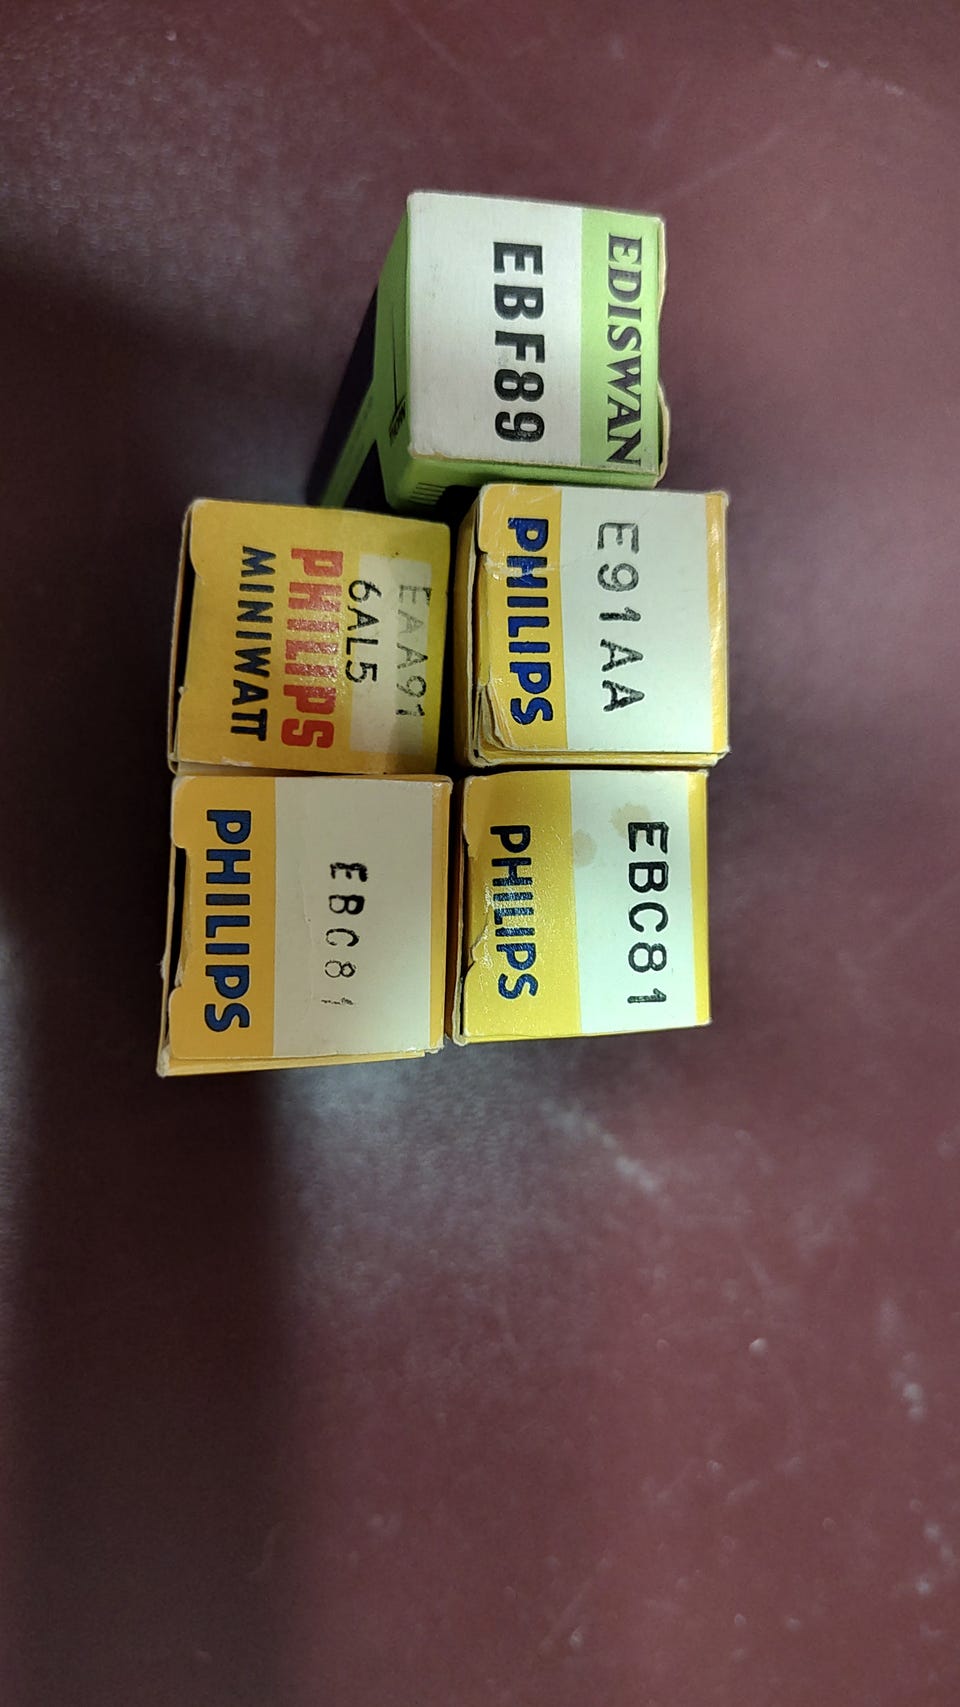 EDISWAN
EBF89
E91AA
PHILIPS
EBC81
PHILIPS
EAA91
6AL5
PHILIPS
MINIWATT
EBC81
PHILIPS